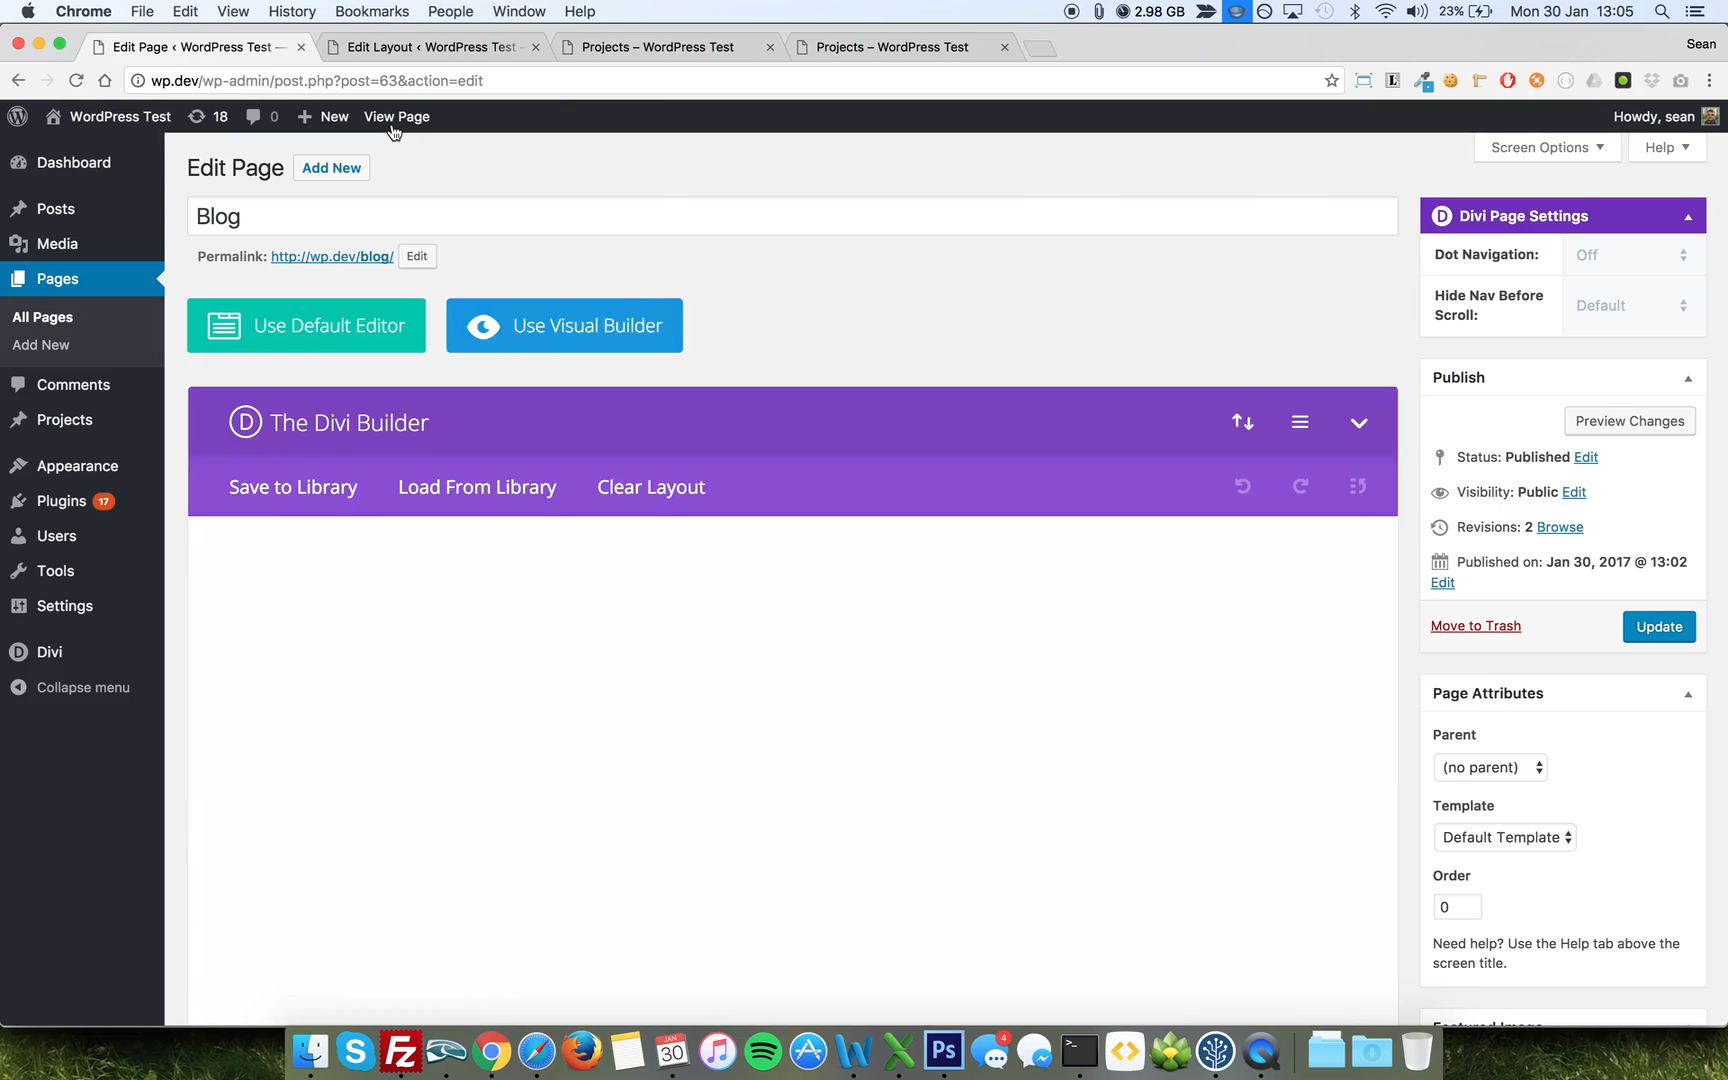 Chrome File Edit View History Bookmarks People Window Help 2.98 GB 23% Mon 30 Jan 13:05
Edit Page ‹ WordPress Test — Edit Layout ‹ WordPress Test - Projects – WordPress Test Projects – WordPress Test Sean
wp.dev/wp-admin/post.php?post=63&action=edit
WordPress Test 18 0 New View Page Howdy, sean
Screen Options Help
Edit Page Add New
Dashboard
Posts
Media
Pages
All Pages
Add New
Comments
Projects
Appearance
Plugins 17
Users
Tools
Settings
Divi
Collapse menu
Blog
Permalink: http://wp.dev/blog/ Edit
Use Default Editor Use Visual Builder
The Divi Builder
Save to Library Load From Library Clear Layout
Divi Page Settings
Dot Navigation: Off
Hide Nav Before
Scroll: Default
Publish
Preview Changes
Status: Published Edit
Visibility: Public Edit
Revisions: 2 Browse
Published on: Jan 30, 2017 @ 13:02
Edit
Move to Trash Update
Page Attributes
Parent
(no parent)
Template
Default Template
Order
0
Need help? Use the Help tab above the
screen title.
Featured Image
JAN
30
4